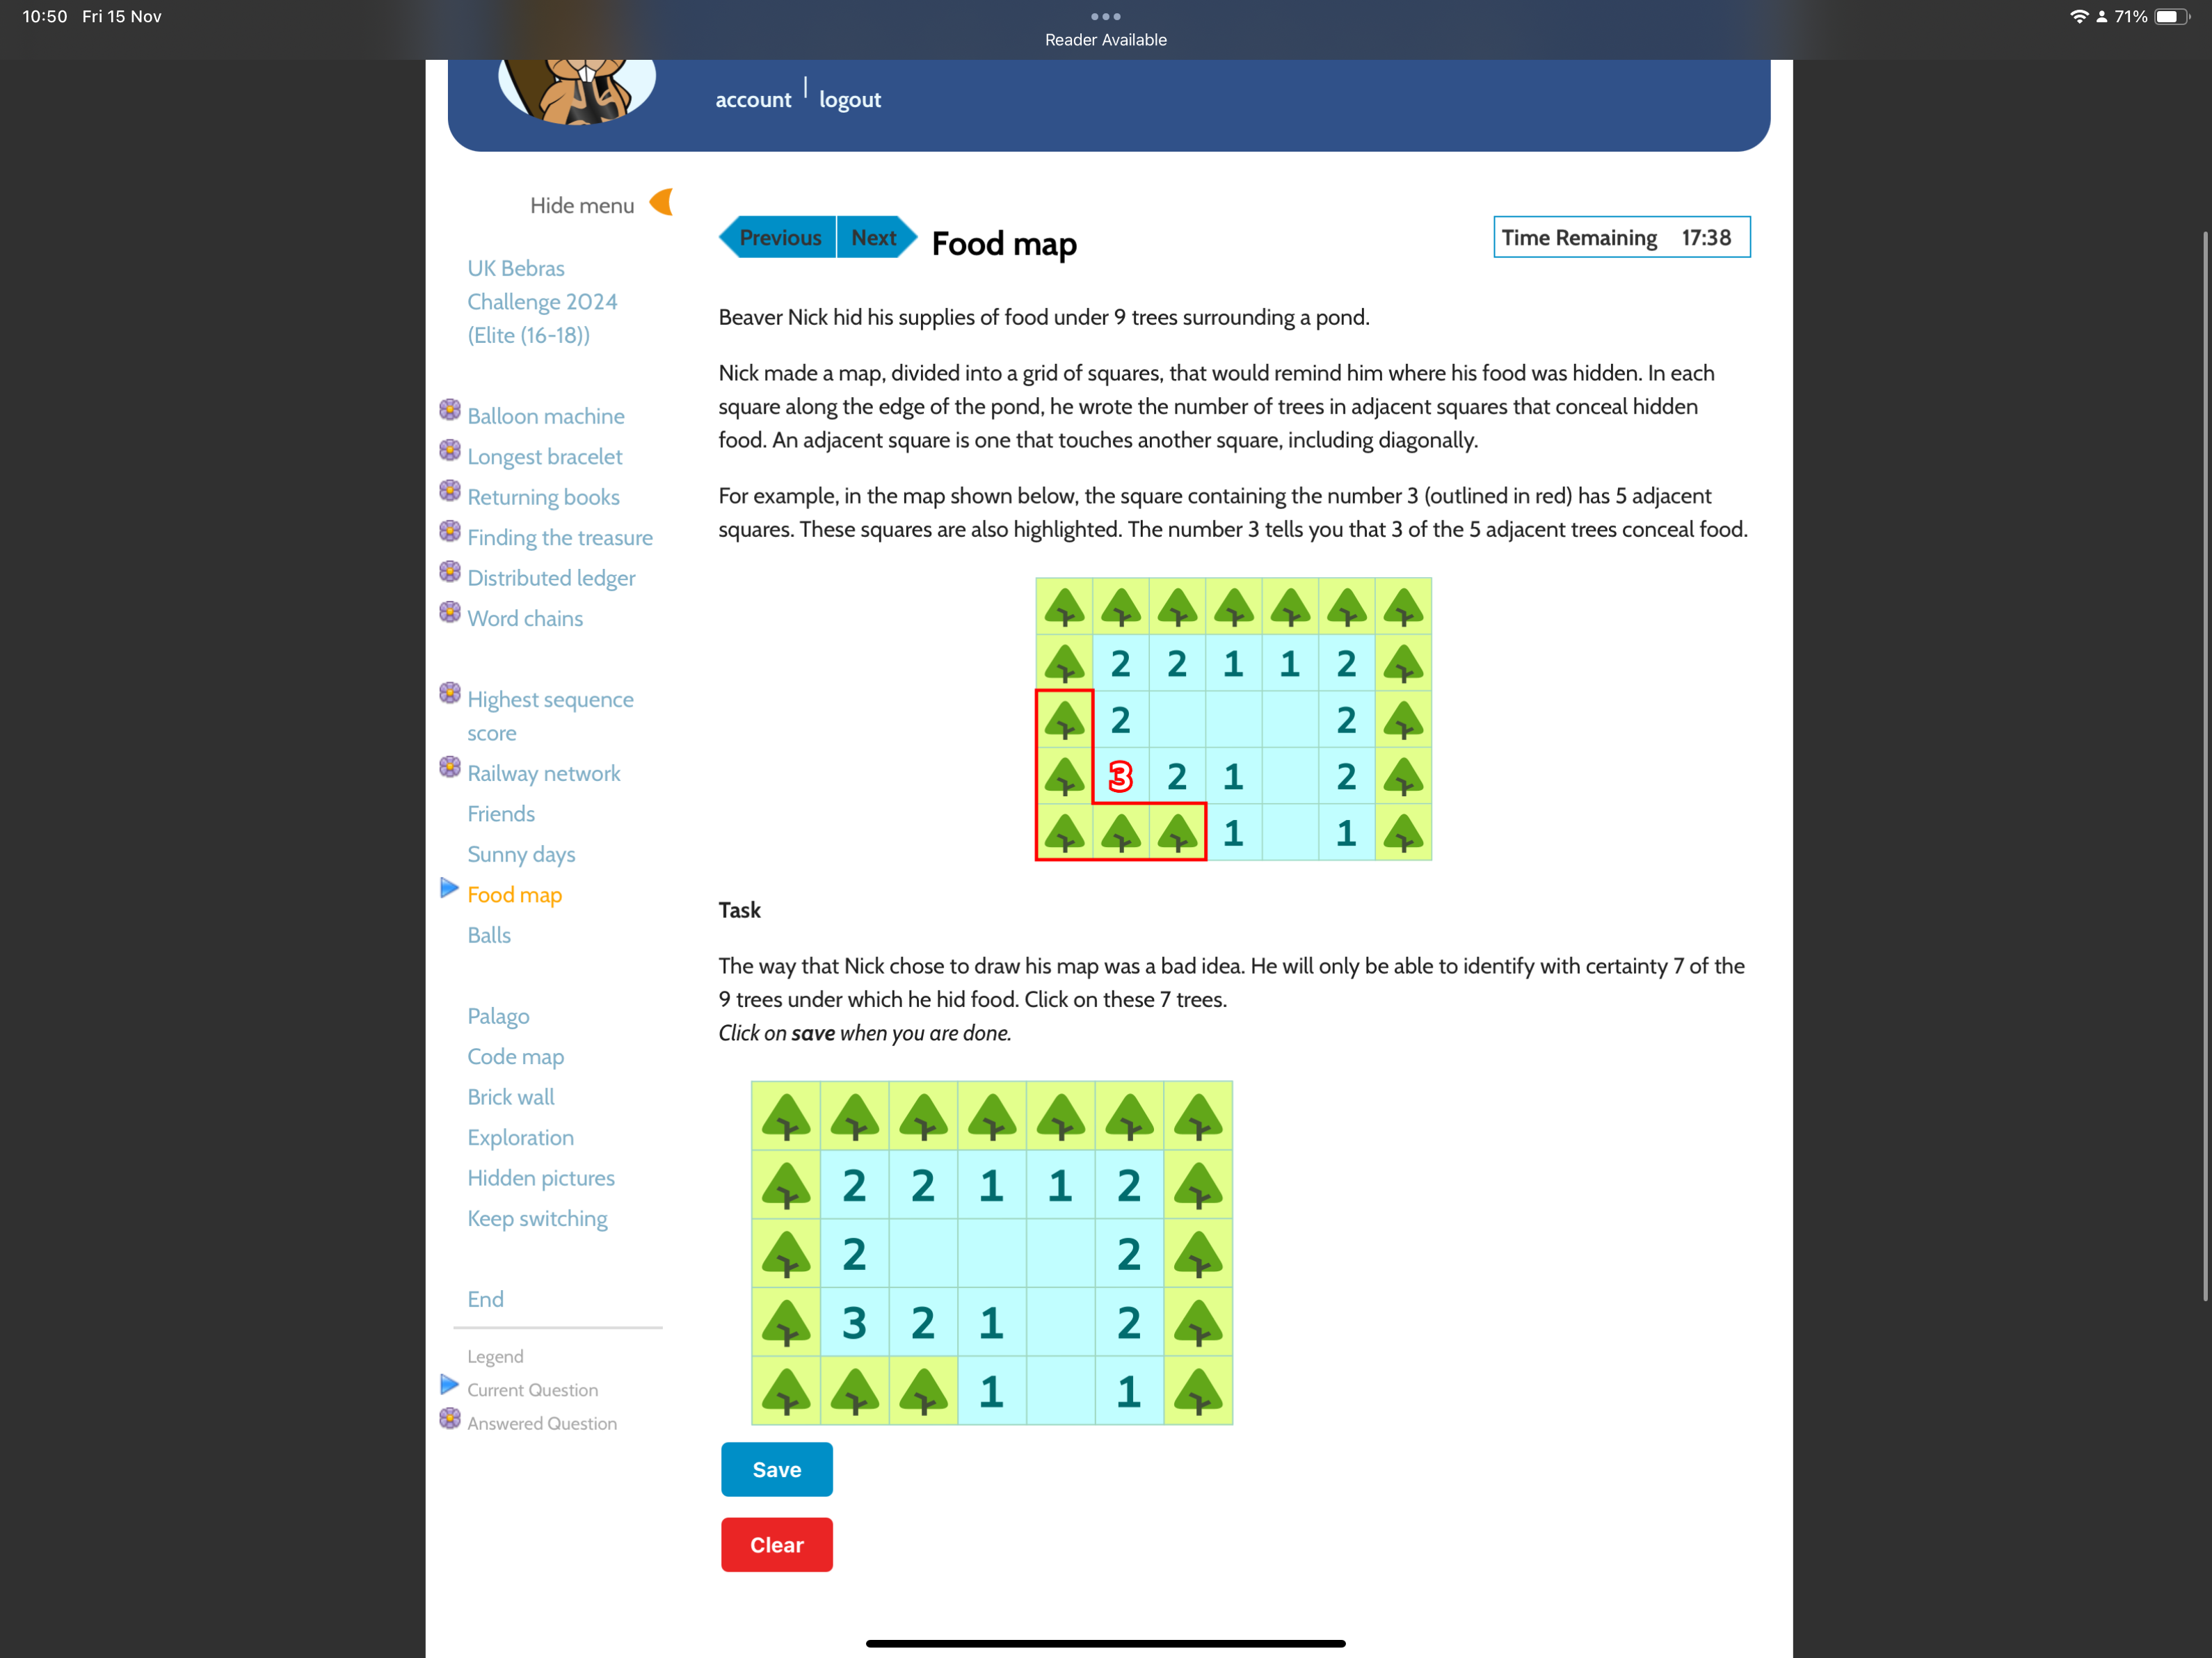 10:50 Fri 15 Nov
Reader Available
71%
account | logout
Hide menu
UK Bebras
Challenge 2024
(Elite (16-18))
Balloon machine
Longest bracelet
Returning books
Finding the treasure
Distributed ledger
Word chains
Highest sequence
score
Railway network
Friends
Sunny days
Food map
Balls
Palago
Code map
Brick wall
Exploration
Hidden pictures
Keep switching
End
Legend
Current Question
Answered Question
Previous Next Food map
Time Remaining 17:38
Beaver Nick hid his supplies of food under 9 trees surrounding a pond.
Nick made a map, divided into a grid of squares, that would remind him where his food was hidden. In each
square along the edge of the pond, he wrote the number of trees in adjacent squares that conceal hidden
food. An adjacent square is one that touches another square, including diagonally.
For example, in the map shown below, the square containing the number 3 (outlined in red) has 5 adjacent
squares. These squares are also highlighted. The number 3 tells you that 3 of the 5 adjacent trees conceal food.
2 2 1 1 2
2 2
3 2 1 2
1 1
Task
The way that Nick chose to draw his map was a bad idea. He will only be able to identify with certainty 7 of the
9 trees under which he hid food. Click on these 7 trees.
Click on save when you are done.
2 2 1 1 2
2 2
3 2 1 2
1 1
Save
Clear